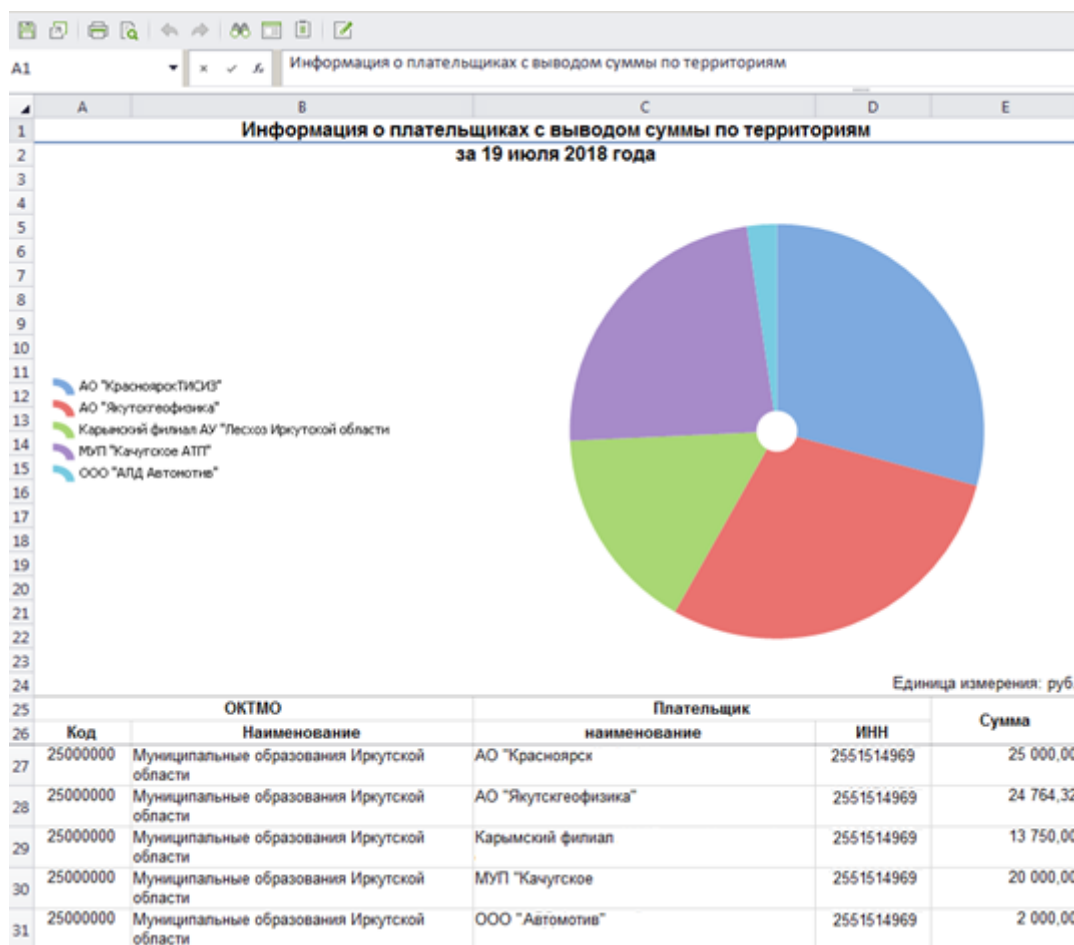 A1
Информация о плательщиках с выводом суммы по территориям
A B C D E
1 Информация о плательщиках с выводом суммы по территориям
2 за 19 июля 2018 года
3
4
5
6
7
8
9
10
11
АО "КрасноярскТИСИЗ"
12
АО "Якутскгеофизика"
13 Карымский филиал АУ "Лесхоз Иркутской области
14 МУП "Качугское АТП"
15 ООО "АПД Автомотив"
16
17
18
19
20
21
22
23
24 Единица измерения: руб.
25 ОКТМО Плательщик Сумма
26 Код Наименование наименование ИНН
27 25000000 Муниципальные образования Иркутской АО "Красноярск 2551514969 25 000,00
области
28 25000000 Муниципальные образования Иркутской АО "Якутскгеофизика" 2551514969 24 764,32
области
29 25000000 Муниципальные образования Иркутской Карымский филиал 2551514969 13 750,00
области
30 25000000 Муниципальные образования Иркутской МУП "Качугское 2551514969 20 000,00
области
31 25000000 Муниципальные образования Иркутской ООО "Автомотив" 2551514969 2 000,00
области